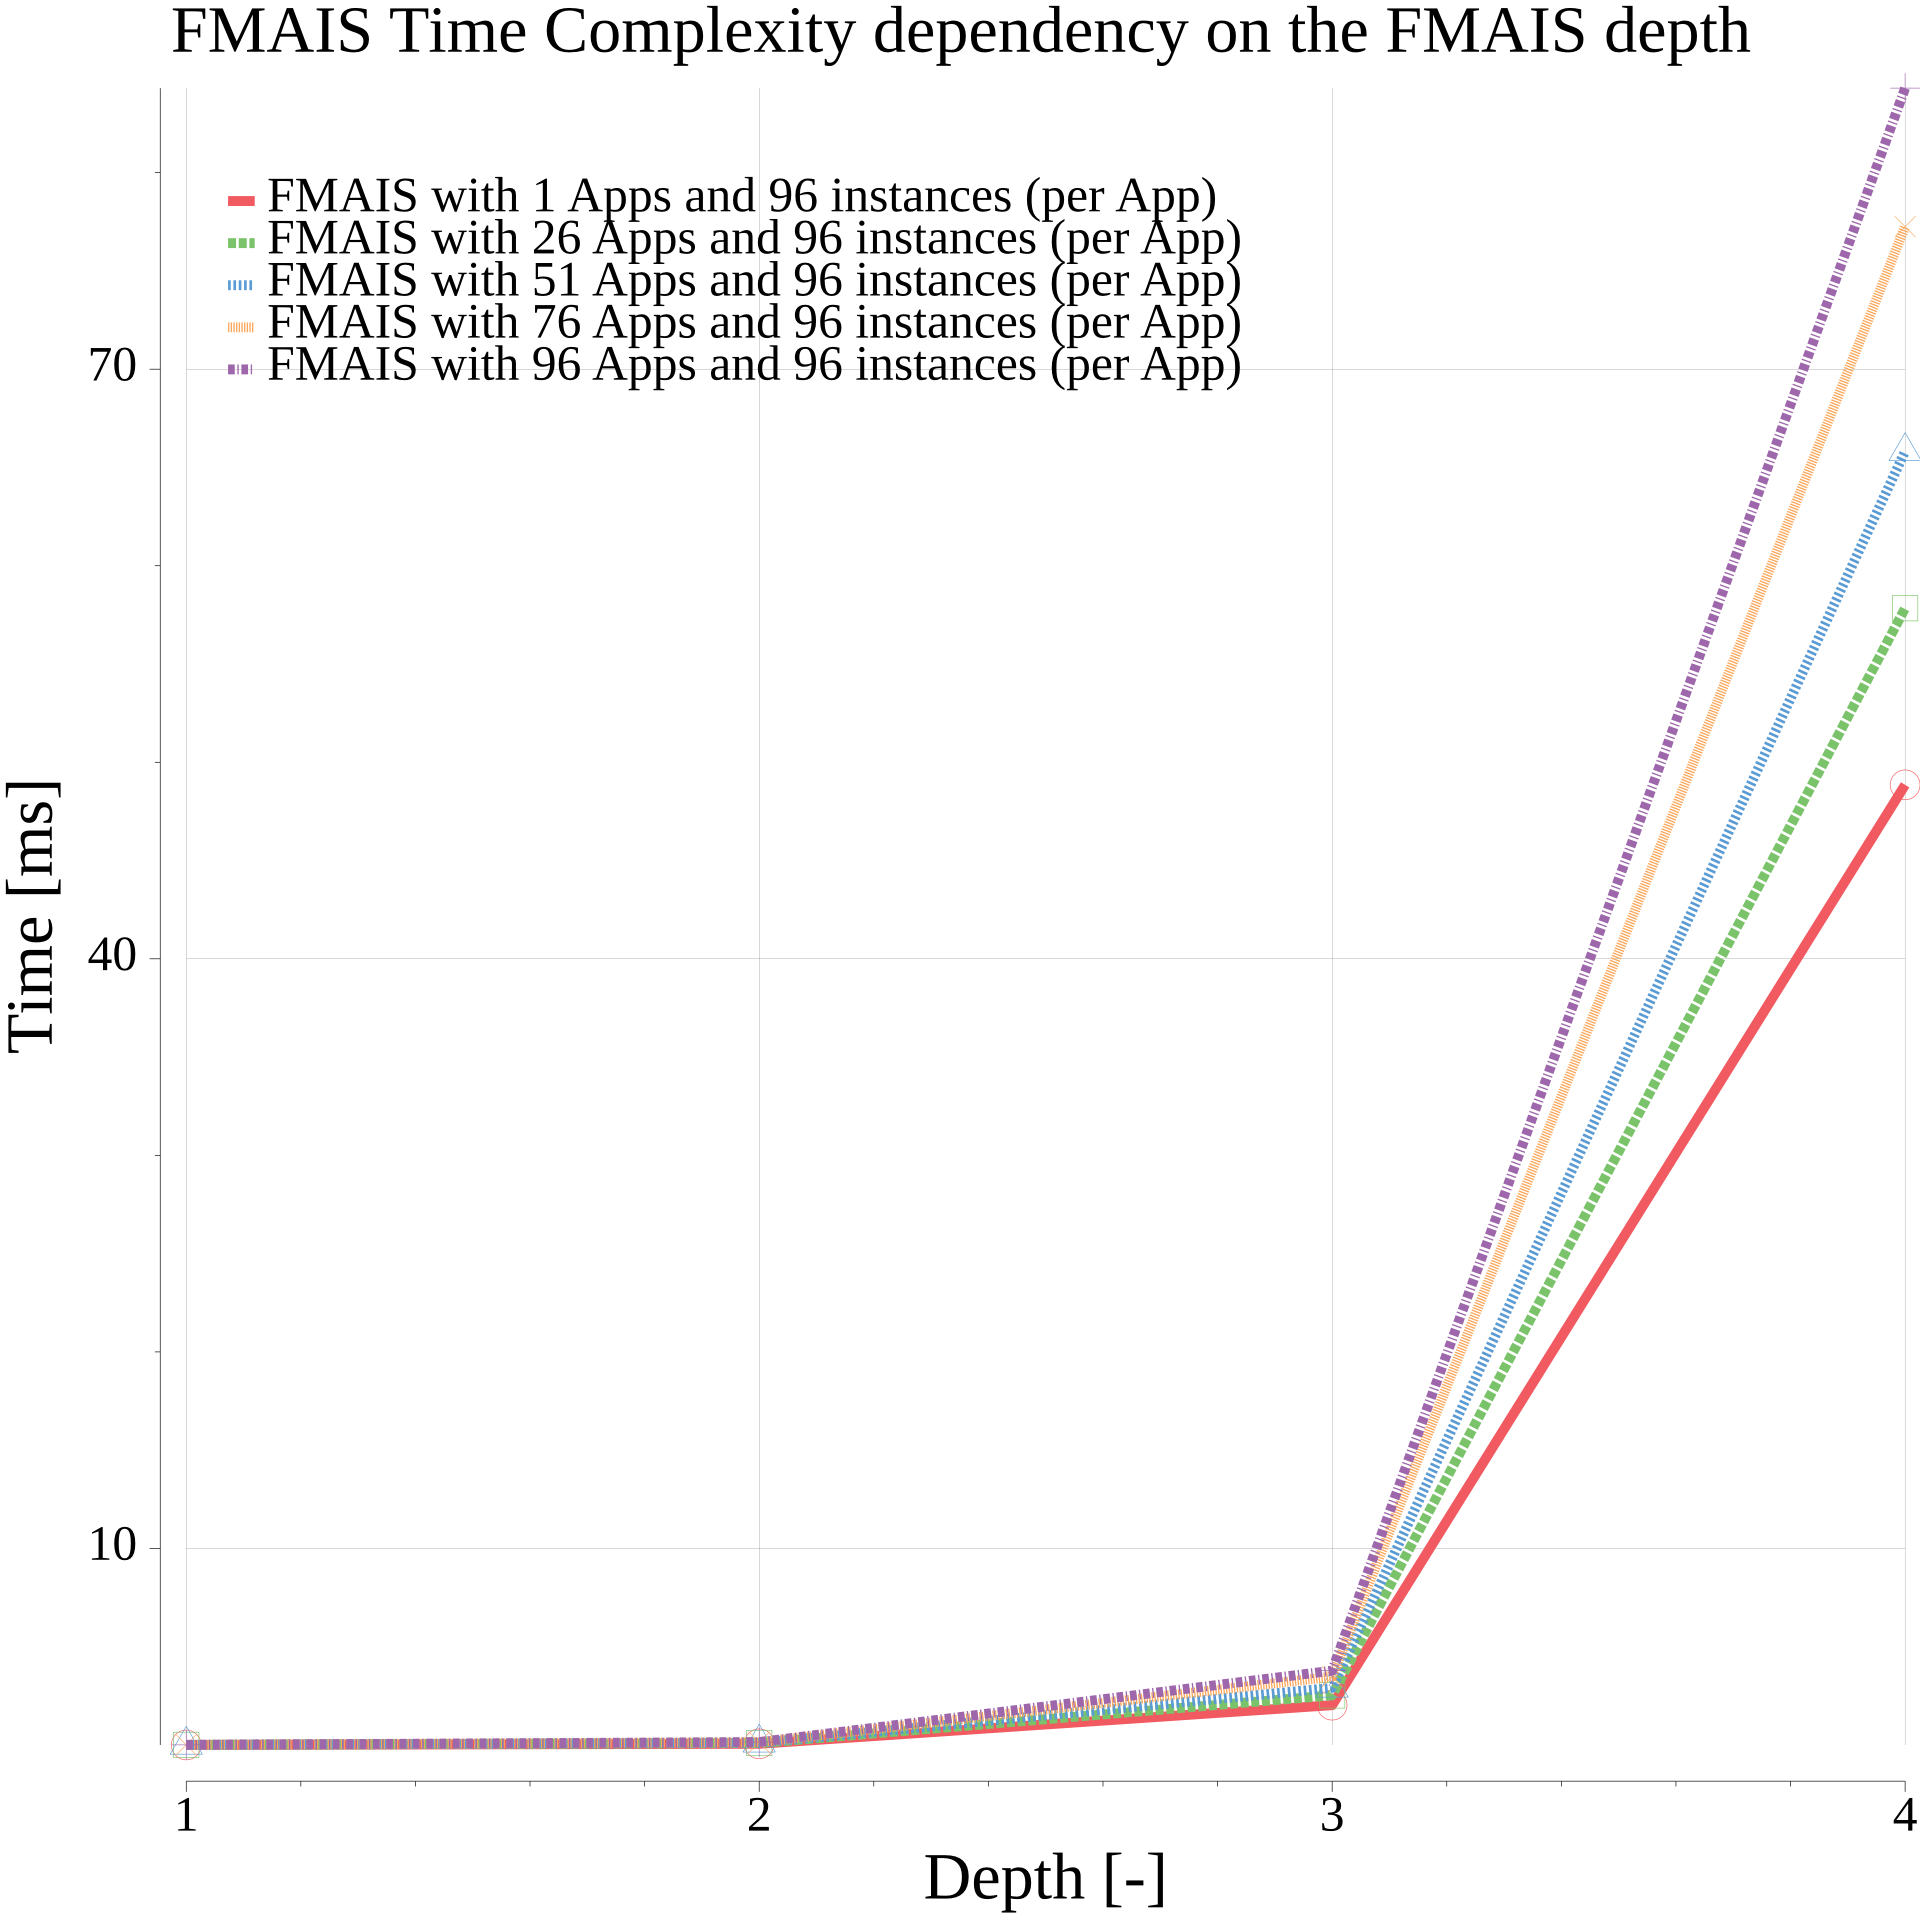 FMAIS Time Complexity dependency on the FMAIS depth
FMAIS with 1 Apps and 96 instances (per App)
FMAIS with 26 Apps and 96 instances (per App)
FMAIS with 51 Apps and 96 instances (per App)
FMAIS with 76 Apps and 96 instances (per App)
FMAIS with 96 Apps and 96 instances (per App)
70
40
10
Time [ms]
1 2 3 4
Depth [-]